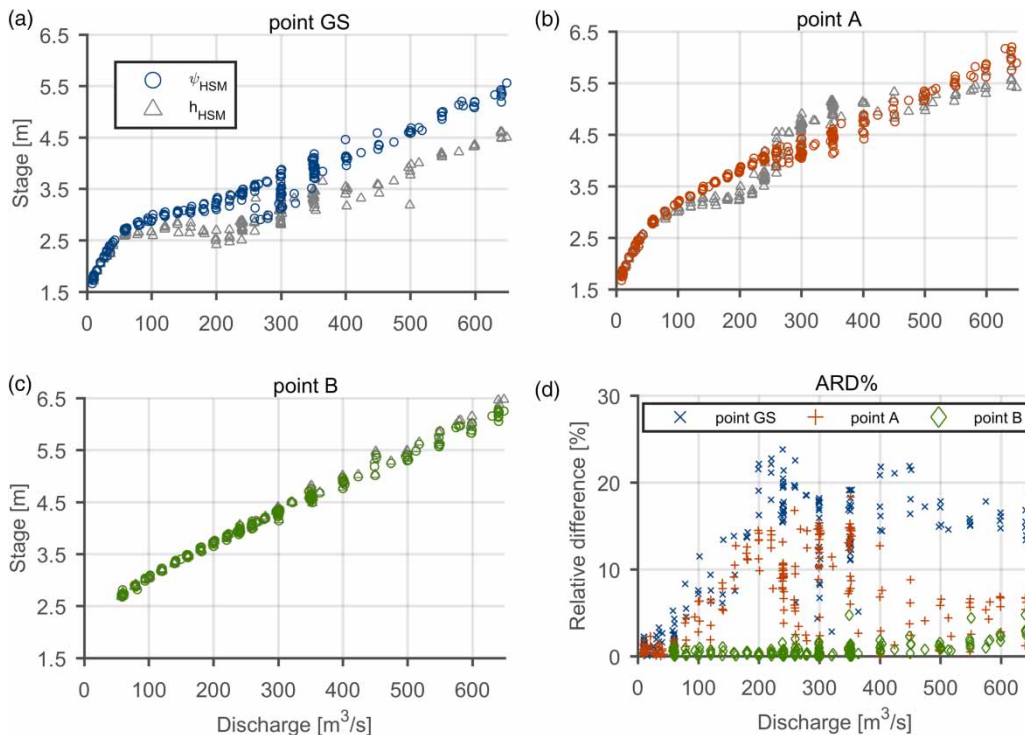 (a) point GS
6.5
5.5
4.5
3.5
2.5
1.5
Stage [m]
ψHSM
hHSM
0 100 200 300 400 500 600
(b) point A
6.5
5.5
4.5
3.5
2.5
1.5
0 100 200 300 400 500 600
(c) point B
6.5
5.5
4.5
3.5
2.5
1.5
Stage [m]
0 100 200 300 400 500 600
Discharge [m³/s]
(d) ARD%
30
20
10
0
Relative difference [%]
point GS point A point B
0 100 200 300 400 500 600
Discharge [m³/s]